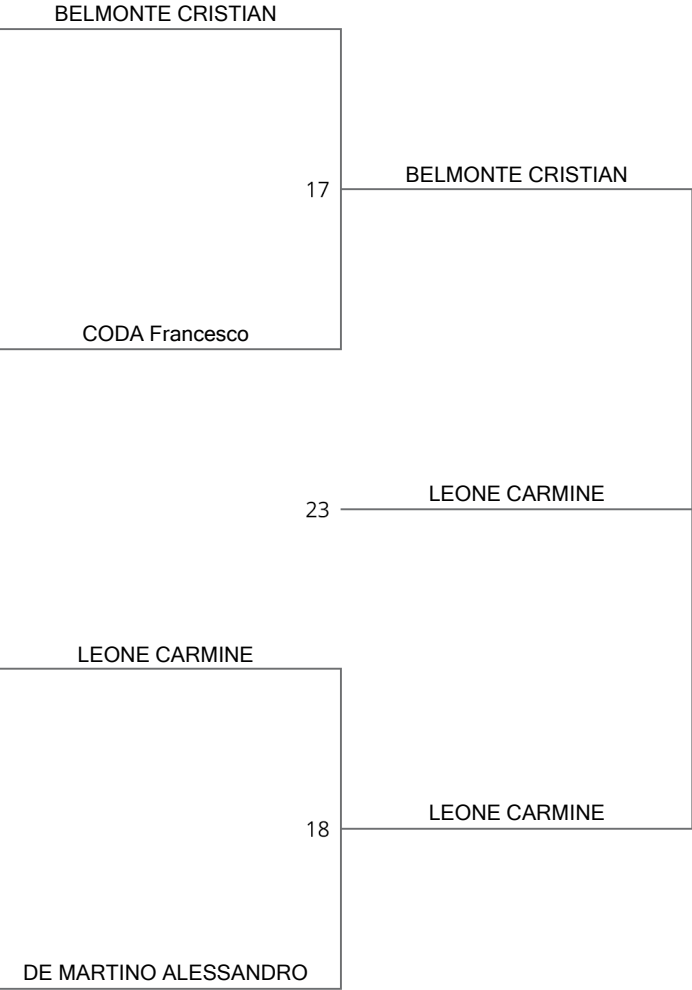 BELMONTE CRISTIAN
17
BELMONTE CRISTIAN
CODA Francesco
23
LEONE CARMINE
LEONE CARMINE
18
LEONE CARMINE
DE MARTINO ALESSANDRO